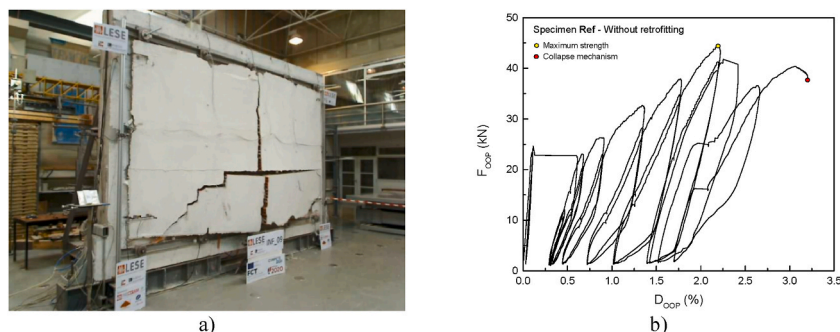 LESE
LESE
INF_05
LESE
LESE
a)
Specimen Ref - Without retrofitting
Maximum strength
Collapse mechanism
F_OOP (kN)
50
40
30
20
10
0
0.0 0.5 1.0 1.5 2.0 2.5 3.0 3.5
D_OOP (%)
b)